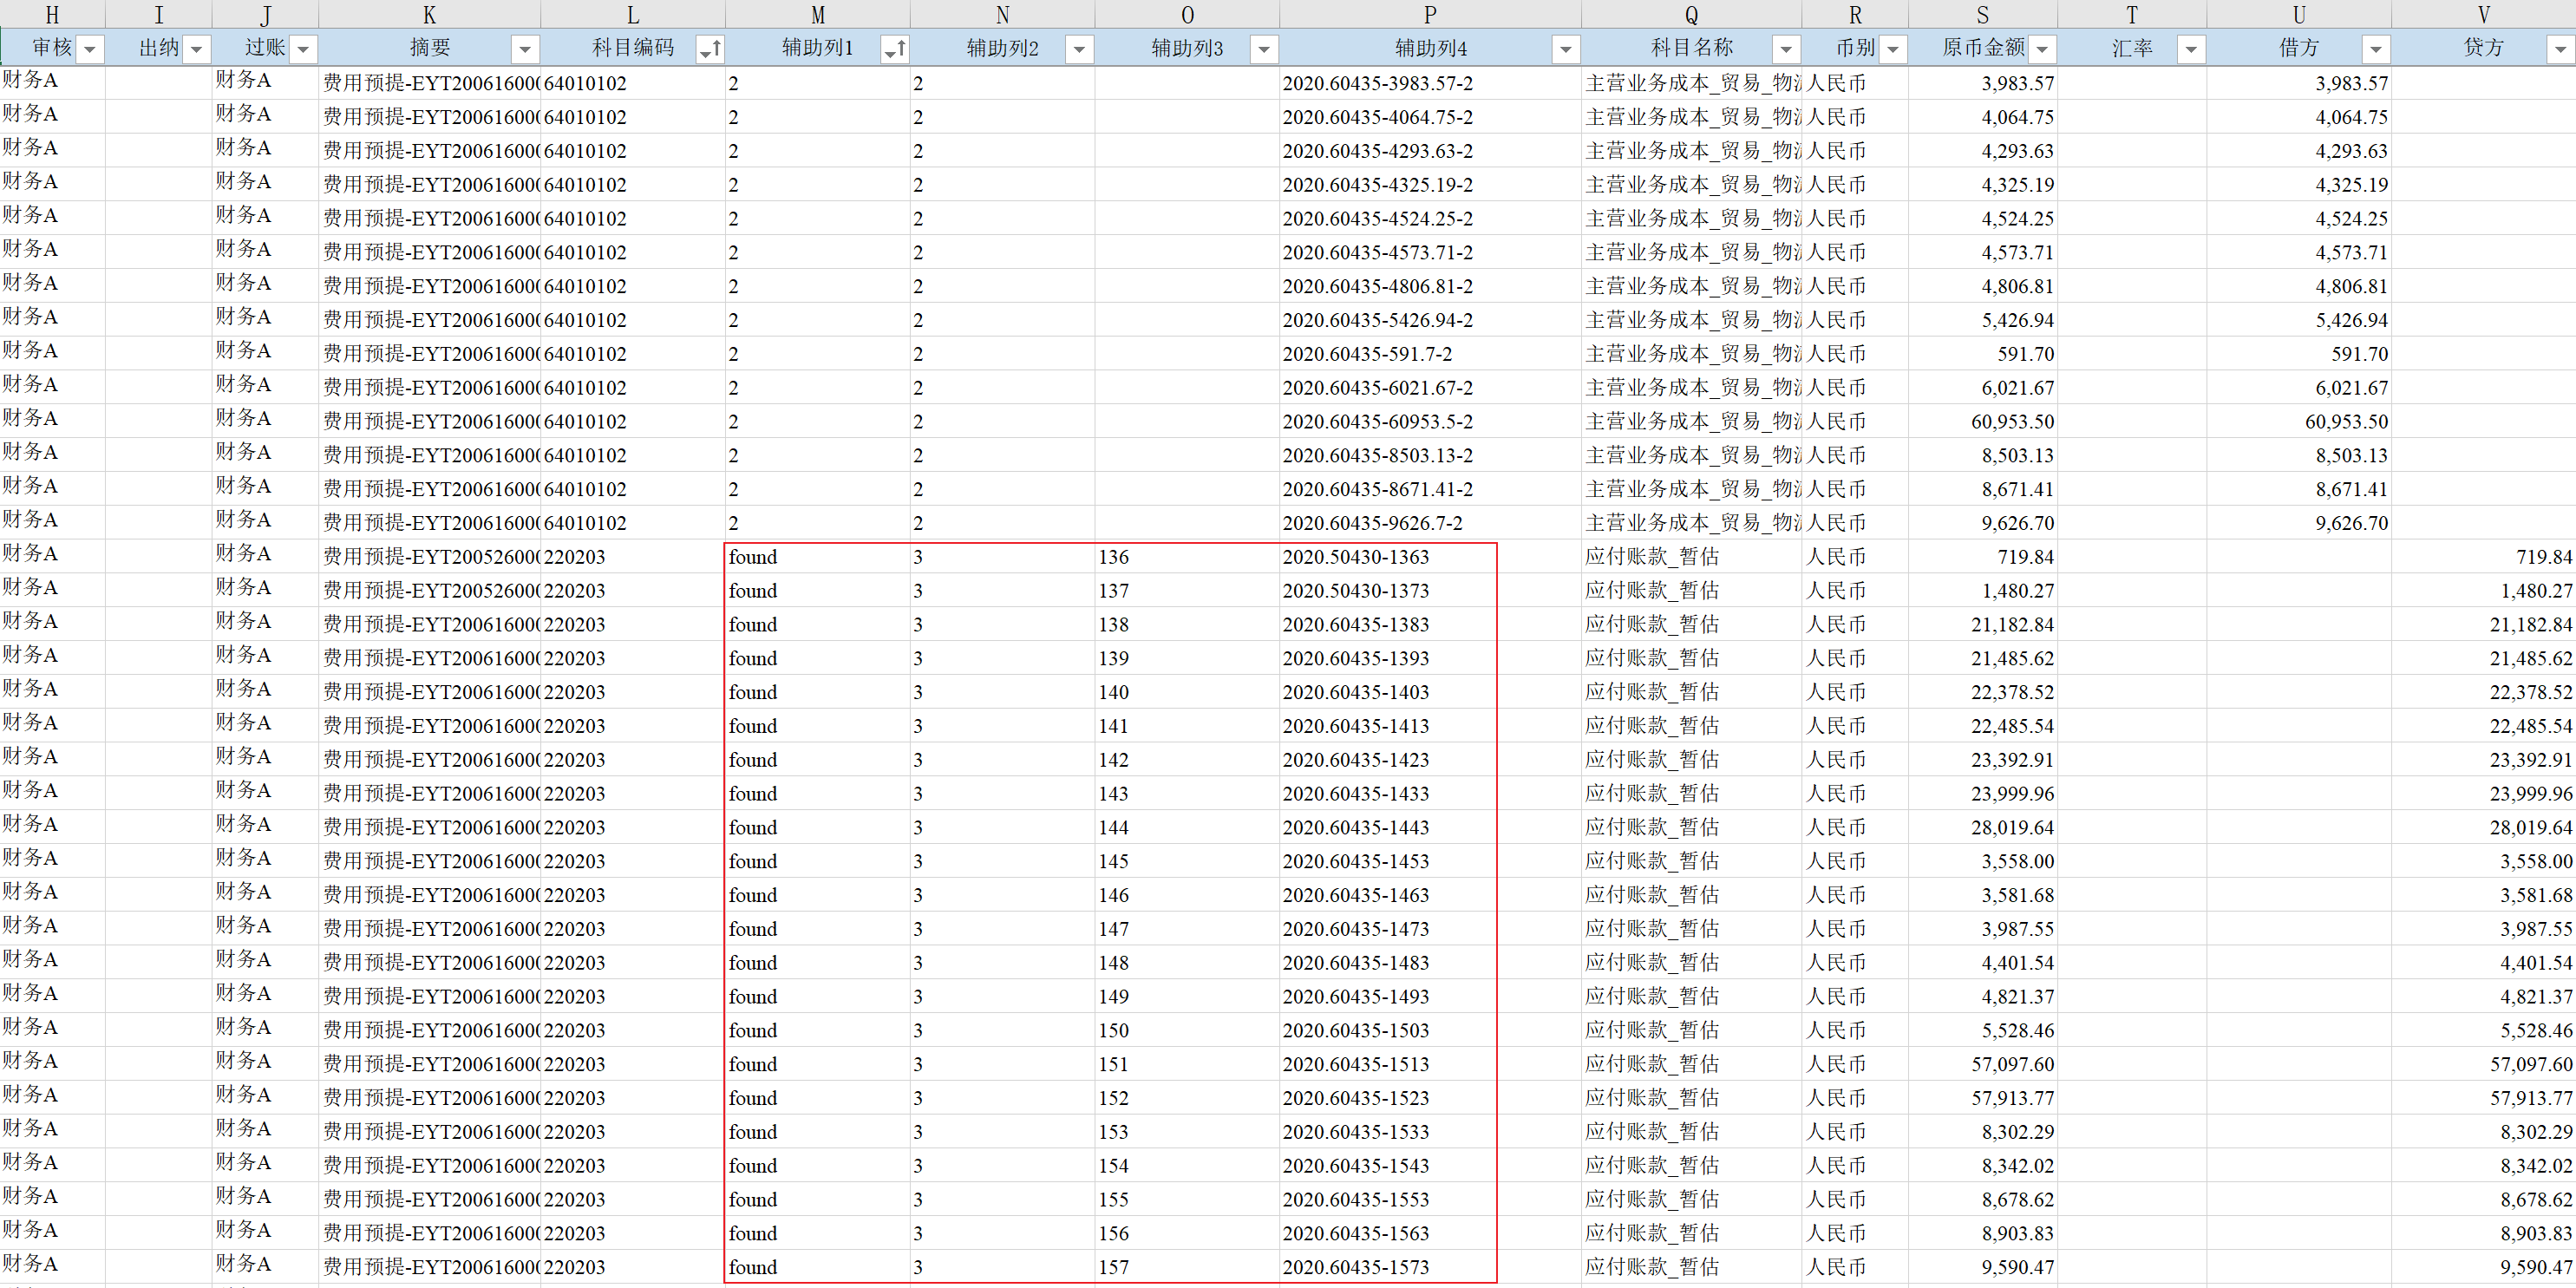 H I J K L M N O P Q R S T U V
审核 出纳 过账 摘要 科目编码 辅助列1 辅助列2 辅助列3 辅助列4 科目名称 币别 原币金额 汇率 借方 贷方
财务A 财务A 费用预提-EYT200616000 64010102 2 2 2020.60435-3983.57-2 主营业务成本_贸易_物 人民币 3,983.57 3,983.57
财务A 财务A 费用预提-EYT200616000 64010102 2 2 2020.60435-4064.75-2 主营业务成本_贸易_物 人民币 4,064.75 4,064.75
财务A 财务A 费用预提-EYT200616000 64010102 2 2 2020.60435-4293.63-2 主营业务成本_贸易_物 人民币 4,293.63 4,293.63
财务A 财务A 费用预提-EYT200616000 64010102 2 2 2020.60435-4325.19-2 主营业务成本_贸易_物 人民币 4,325.19 4,325.19
财务A 财务A 费用预提-EYT200616000 64010102 2 2 2020.60435-4524.25-2 主营业务成本_贸易_物 人民币 4,524.25 4,524.25
财务A 财务A 费用预提-EYT200616000 64010102 2 2 2020.60435-4573.71-2 主营业务成本_贸易_物 人民币 4,573.71 4,573.71
财务A 财务A 费用预提-EYT200616000 64010102 2 2 2020.60435-4806.81-2 主营业务成本_贸易_物 人民币 4,806.81 4,806.81
财务A 财务A 费用预提-EYT200616000 64010102 2 2 2020.60435-5426.94-2 主营业务成本_贸易_物 人民币 5,426.94 5,426.94
财务A 财务A 费用预提-EYT200616000 64010102 2 2 2020.60435-591.7-2 主营业务成本_贸易_物 人民币 591.70 591.70
财务A 财务A 费用预提-EYT200616000 64010102 2 2 2020.60435-6021.67-2 主营业务成本_贸易_物 人民币 6,021.67 6,021.67
财务A 财务A 费用预提-EYT200616000 64010102 2 2 2020.60435-60953.5-2 主营业务成本_贸易_物 人民币 60,953.50 60,953.50
财务A 财务A 费用预提-EYT200616000 64010102 2 2 2020.60435-8503.13-2 主营业务成本_贸易_物 人民币 8,503.13 8,503.13
财务A 财务A 费用预提-EYT200616000 64010102 2 2 2020.60435-8671.41-2 主营业务成本_贸易_物 人民币 8,671.41 8,671.41
财务A 财务A 费用预提-EYT200616000 64010102 2 2 2020.60435-9626.7-2 主营业务成本_贸易_物 人民币 9,626.70 9,626.70
财务A 财务A 费用预提-EYT200526000 220203 found 3 136 2020.50430-1363 应付账款_暂估 人民币 719.84 719.84
财务A 财务A 费用预提-EYT200526000 220203 found 3 137 2020.50430-1373 应付账款_暂估 人民币 1,480.27 1,480.27
财务A 财务A 费用预提-EYT200616000 220203 found 3 138 2020.60435-1383 应付账款_暂估 人民币 21,182.84 21,182.84
财务A 财务A 费用预提-EYT200616000 220203 found 3 139 2020.60435-1393 应付账款_暂估 人民币 21,485.62 21,485.62
财务A 财务A 费用预提-EYT200616000 220203 found 3 140 2020.60435-1403 应付账款_暂估 人民币 22,378.52 22,378.52
财务A 财务A 费用预提-EYT200616000 220203 found 3 141 2020.60435-1413 应付账款_暂估 人民币 22,485.54 22,485.54
财务A 财务A 费用预提-EYT200616000 220203 found 3 142 2020.60435-1423 应付账款_暂估 人民币 23,392.91 23,392.91
财务A 财务A 费用预提-EYT200616000 220203 found 3 143 2020.60435-1433 应付账款_暂估 人民币 23,999.96 23,999.96
财务A 财务A 费用预提-EYT200616000 220203 found 3 144 2020.60435-1443 应付账款_暂估 人民币 28,019.64 28,019.64
财务A 财务A 费用预提-EYT200616000 220203 found 3 145 2020.60435-1453 应付账款_暂估 人民币 3,558.00 3,558.00
财务A 财务A 费用预提-EYT200616000 220203 found 3 146 2020.60435-1463 应付账款_暂估 人民币 3,581.68 3,581.68
财务A 财务A 费用预提-EYT200616000 220203 found 3 147 2020.60435-1473 应付账款_暂估 人民币 3,987.55 3,987.55
财务A 财务A 费用预提-EYT200616000 220203 found 3 148 2020.60435-1483 应付账款_暂估 人民币 4,401.54 4,401.54
财务A 财务A 费用预提-EYT200616000 220203 found 3 149 2020.60435-1493 应付账款_暂估 人民币 4,821.37 4,821.37
财务A 财务A 费用预提-EYT200616000 220203 found 3 150 2020.60435-1503 应付账款_暂估 人民币 5,528.46 5,528.46
财务A 财务A 费用预提-EYT200616000 220203 found 3 151 2020.60435-1513 应付账款_暂估 人民币 57,097.60 57,097.60
财务A 财务A 费用预提-EYT200616000 220203 found 3 152 2020.60435-1523 应付账款_暂估 人民币 57,913.77 57,913.77
财务A 财务A 费用预提-EYT200616000 220203 found 3 153 2020.60435-1533 应付账款_暂估 人民币 8,302.29 8,302.29
财务A 财务A 费用预提-EYT200616000 220203 found 3 154 2020.60435-1543 应付账款_暂估 人民币 8,342.02 8,342.02
财务A 财务A 费用预提-EYT200616000 220203 found 3 155 2020.60435-1553 应付账款_暂估 人民币 8,678.62 8,678.62
财务A 财务A 费用预提-EYT200616000 220203 found 3 156 2020.60435-1563 应付账款_暂估 人民币 8,903.83 8,903.83
财务A 财务A 费用预提-EYT200616000 220203 found 3 157 2020.60435-1573 应付账款_暂估 人民币 9,590.47 9,590.47